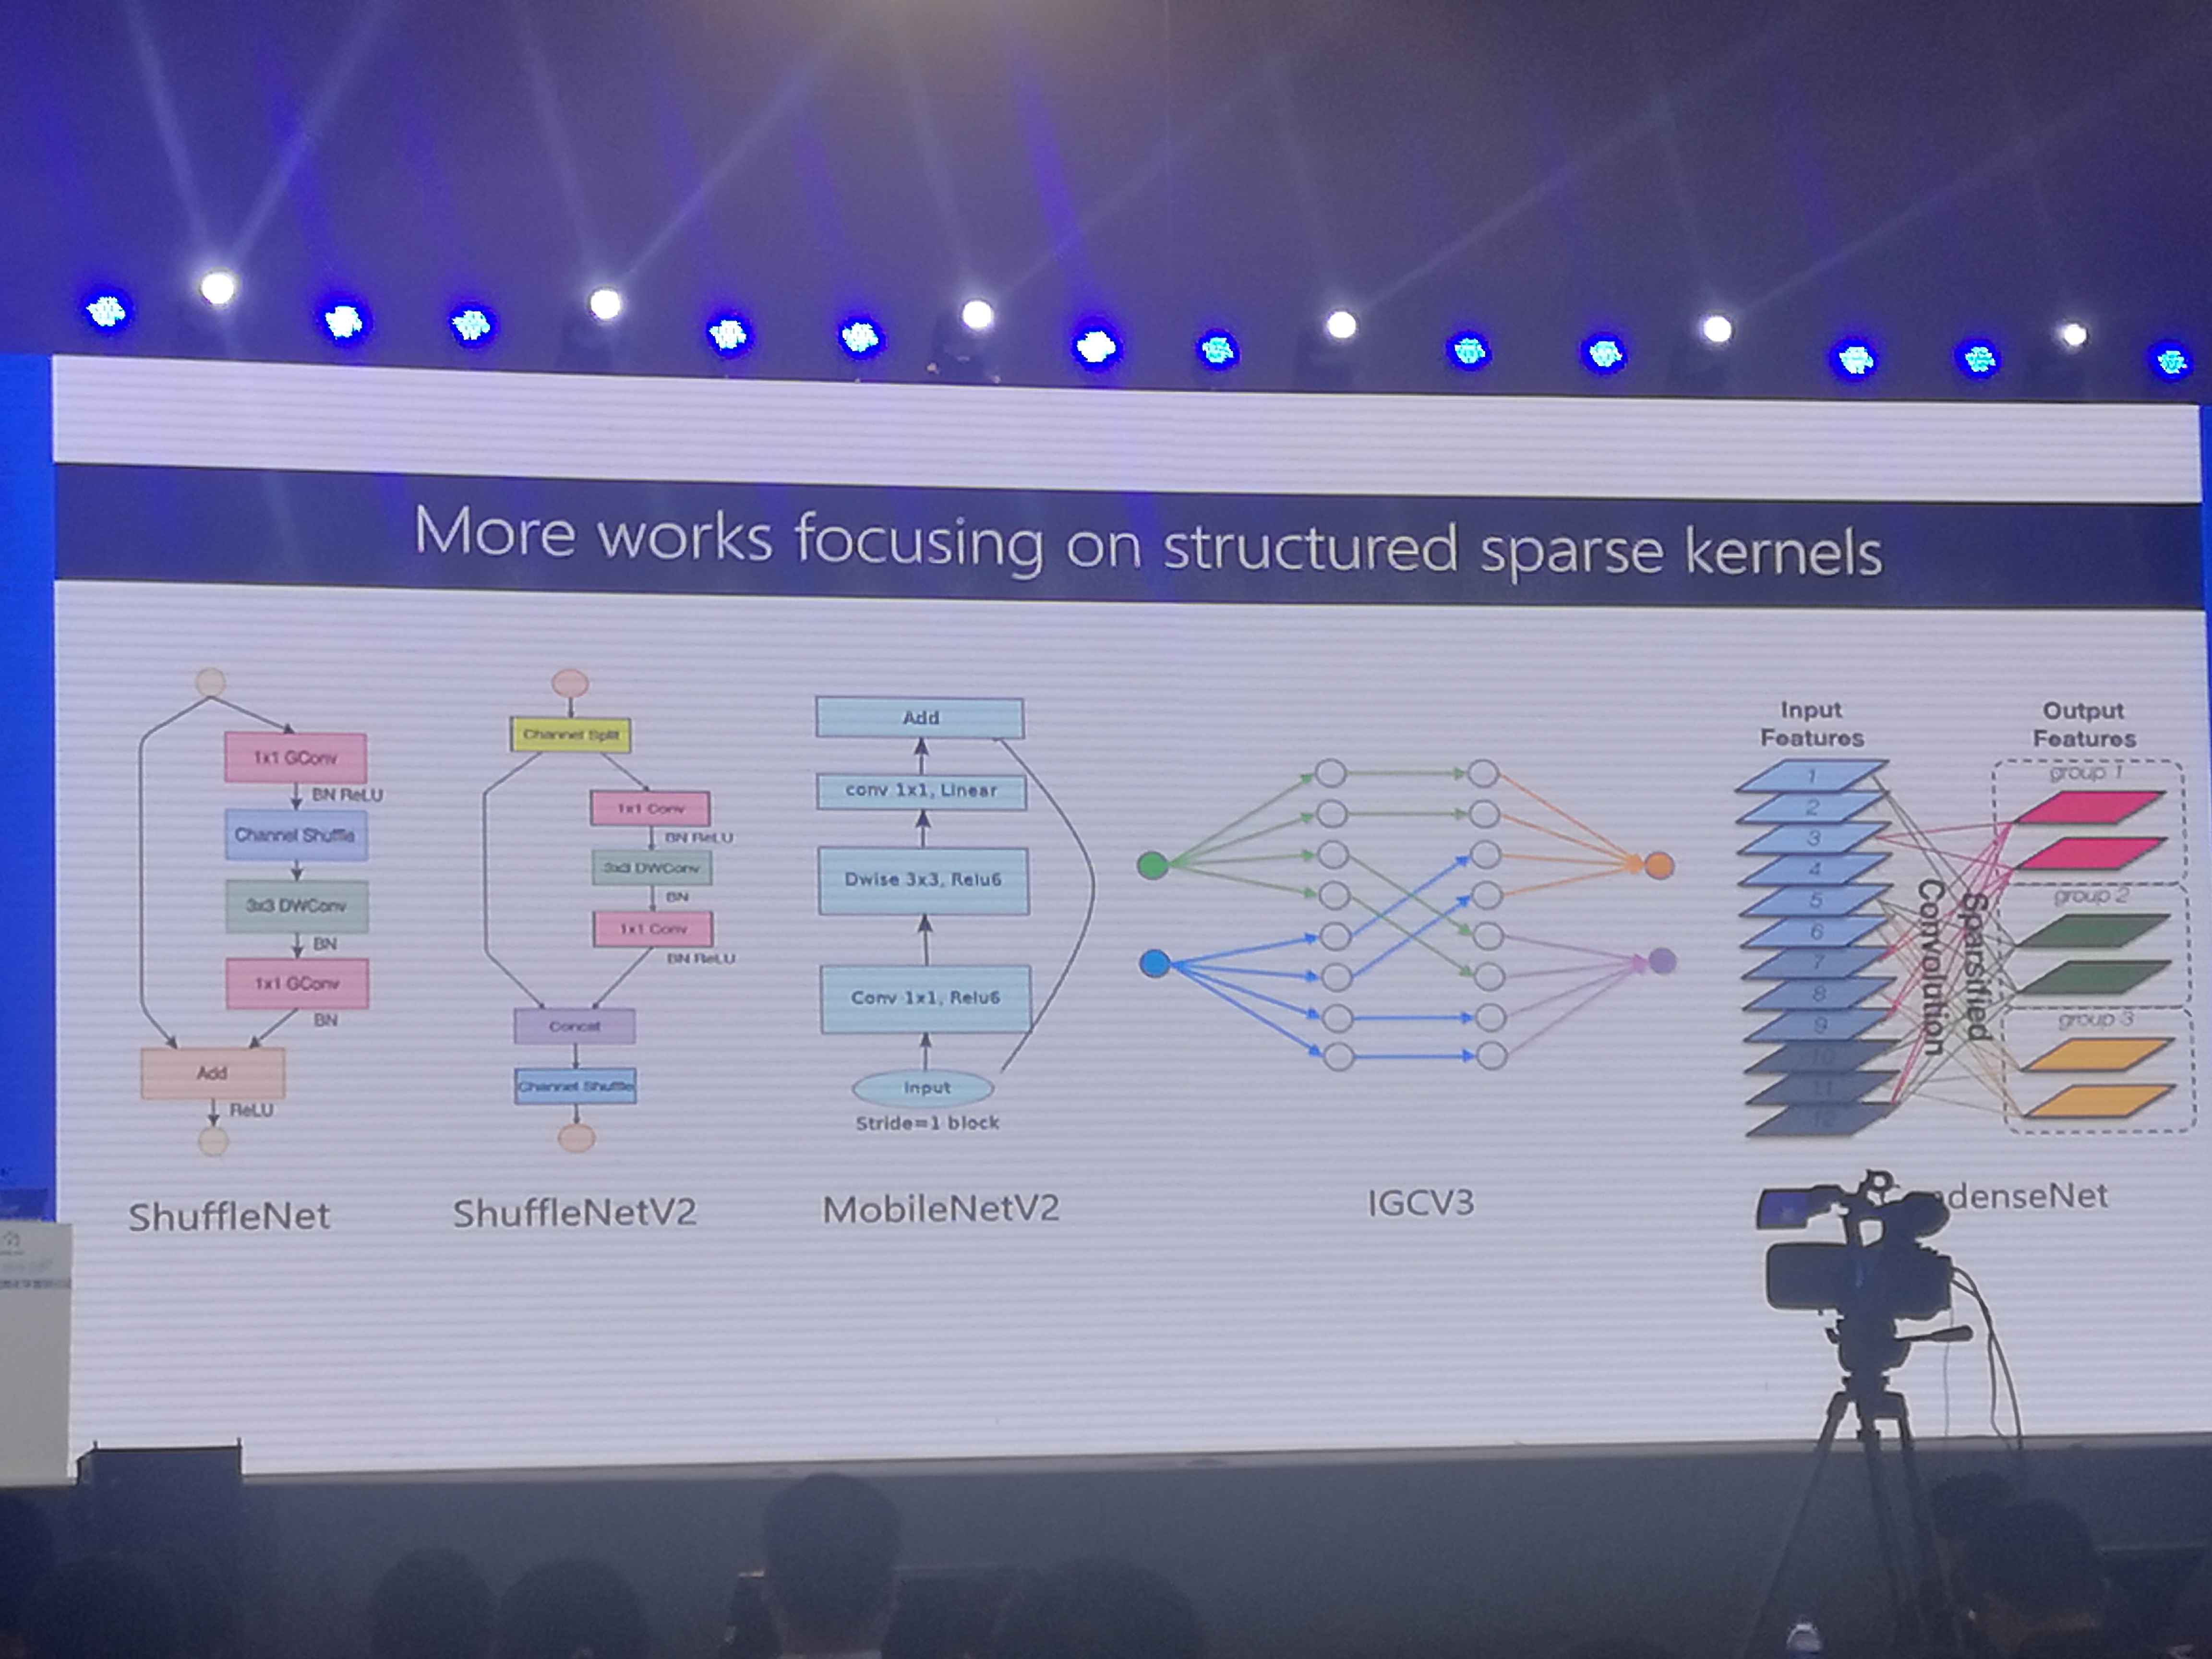 More works focusing on structured sparse kernels
1x1 GConv
BN ReLU
Channel Shuffle
3x3 DWConv
BN
1x1 GConv
BN
Add
ReLU
ShuffleNet
Channel Split
1x1 Conv
BN ReLU
3x3 DWConv
BN
1x1 Conv
BN ReLU
Concat
Channel Shuffle
ShuffleNetV2
Add
conv 1x1, Linear
Dwise 3x3, Relu6
Conv 1x1, Relu6
Input
Stride=1 block
MobileNetV2
IGCV3
Input
Features
1
2
3
4
5
6
7
8
9
10
11
12
Sparsified
Convolution
Output
Features
group 1
group 2
group 3
denseNet